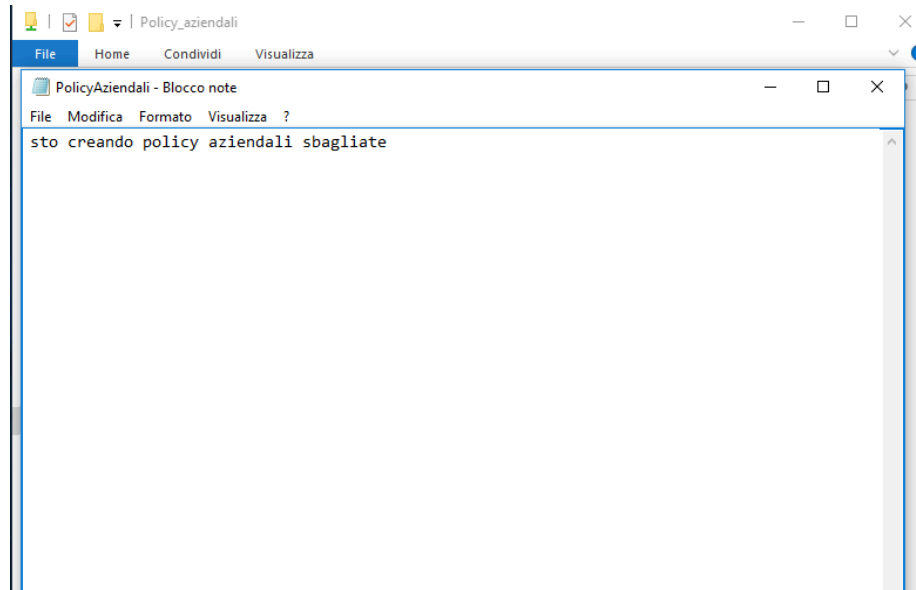 Policy_aziendali
File Home Condividi Visualizza
PolicyAziendali - Blocco note
File Modifica Formato Visualizza ?
sto creando policy aziendali sbagliate